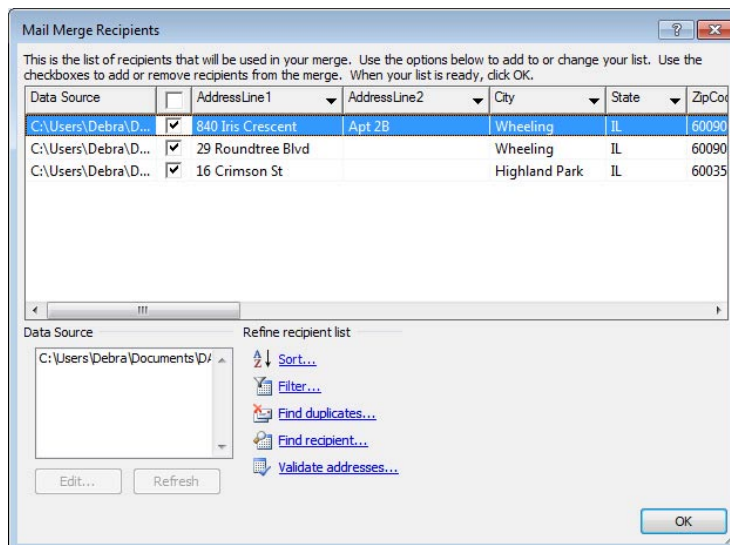 Mail Merge Recipients
This is the list of recipients that will be used in your merge. Use the options below to add to or change your list. Use the
checkboxes to add or remove recipients from the merge. When your list is ready, click OK.
Data Source AddressLine1 AddressLine2 City State ZipCod
C:\Users\Debra\D... 840 Iris Crescent Apt 2B Wheeling IL 60090
C:\Users\Debra\D... 29 Roundtree Blvd Wheeling IL 60090
C:\Users\Debra\D... 16 Crimson St Highland Park IL 60035
Data Source Refine recipient list
C:\Users\Debra\Documents\DA
Sort...
Filter...
Find duplicates...
Find recipient...
Validate addresses...
Edit... Refresh
OK